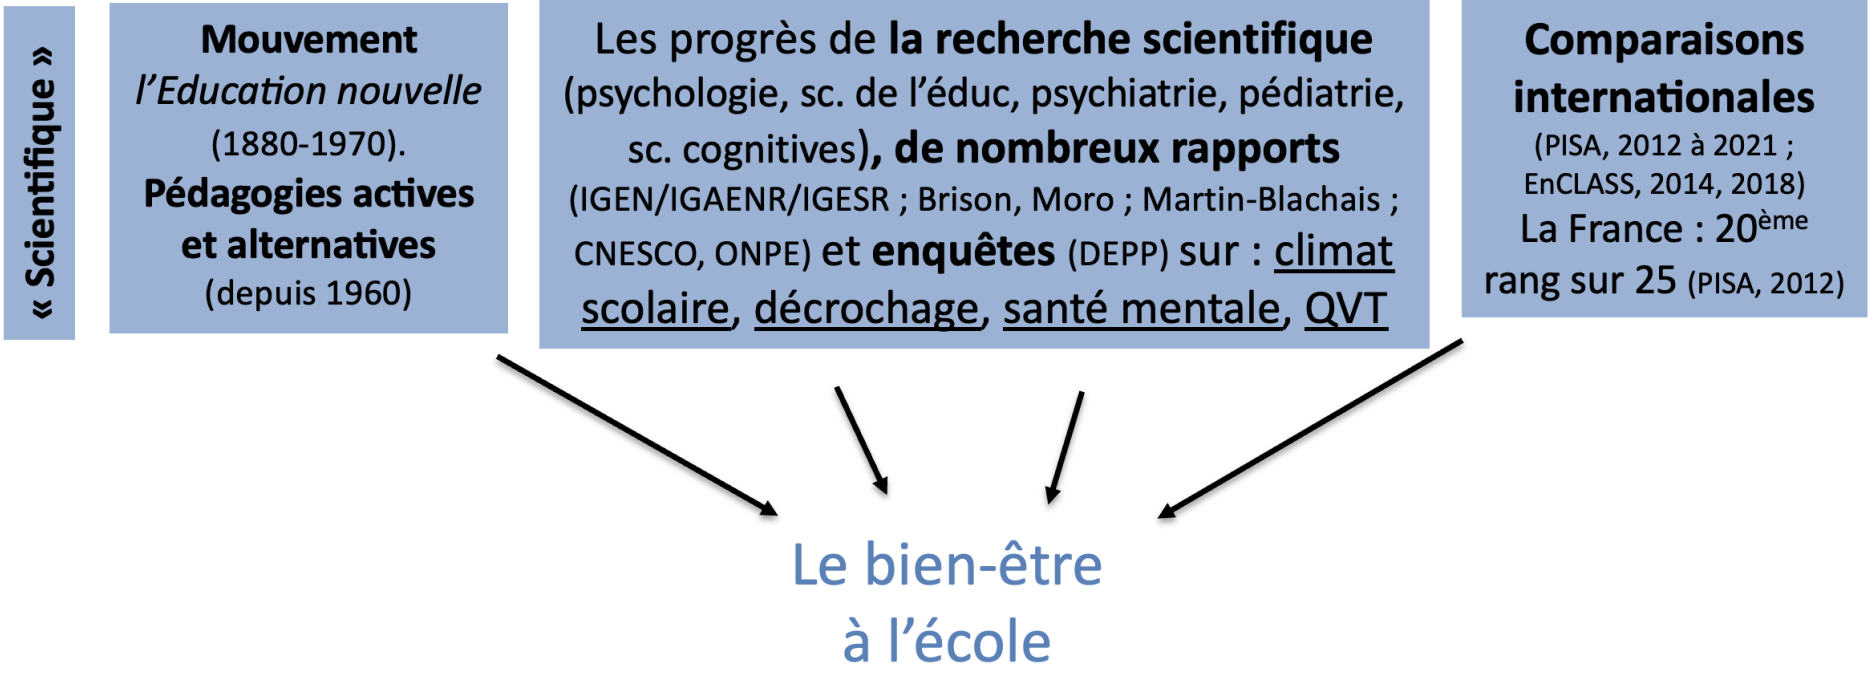 « Scientifique »
Mouvement
l’Education nouvelle
(1880-1970).
Pédagogies actives
et alternatives
(depuis 1960)
Les progrès de la recherche scientifique
(psychologie, sc. de l’éduc, psychiatrie, pédiatrie,
sc. cognitives), de nombreux rapports
(IGEN/IGAENR/IGESR ; Brison, Moro ; Martin-Blachais ;
CNESCO, ONPE) et enquêtes (DEPP) sur : climat
scolaire, décrochage, santé mentale, QVT
Comparaisons
internationales
(PISA, 2012 à 2021 ;
EnCLASS, 2014, 2018)
La France : 20ème
rang sur 25 (PISA, 2012)
Le bien-être
à l’école